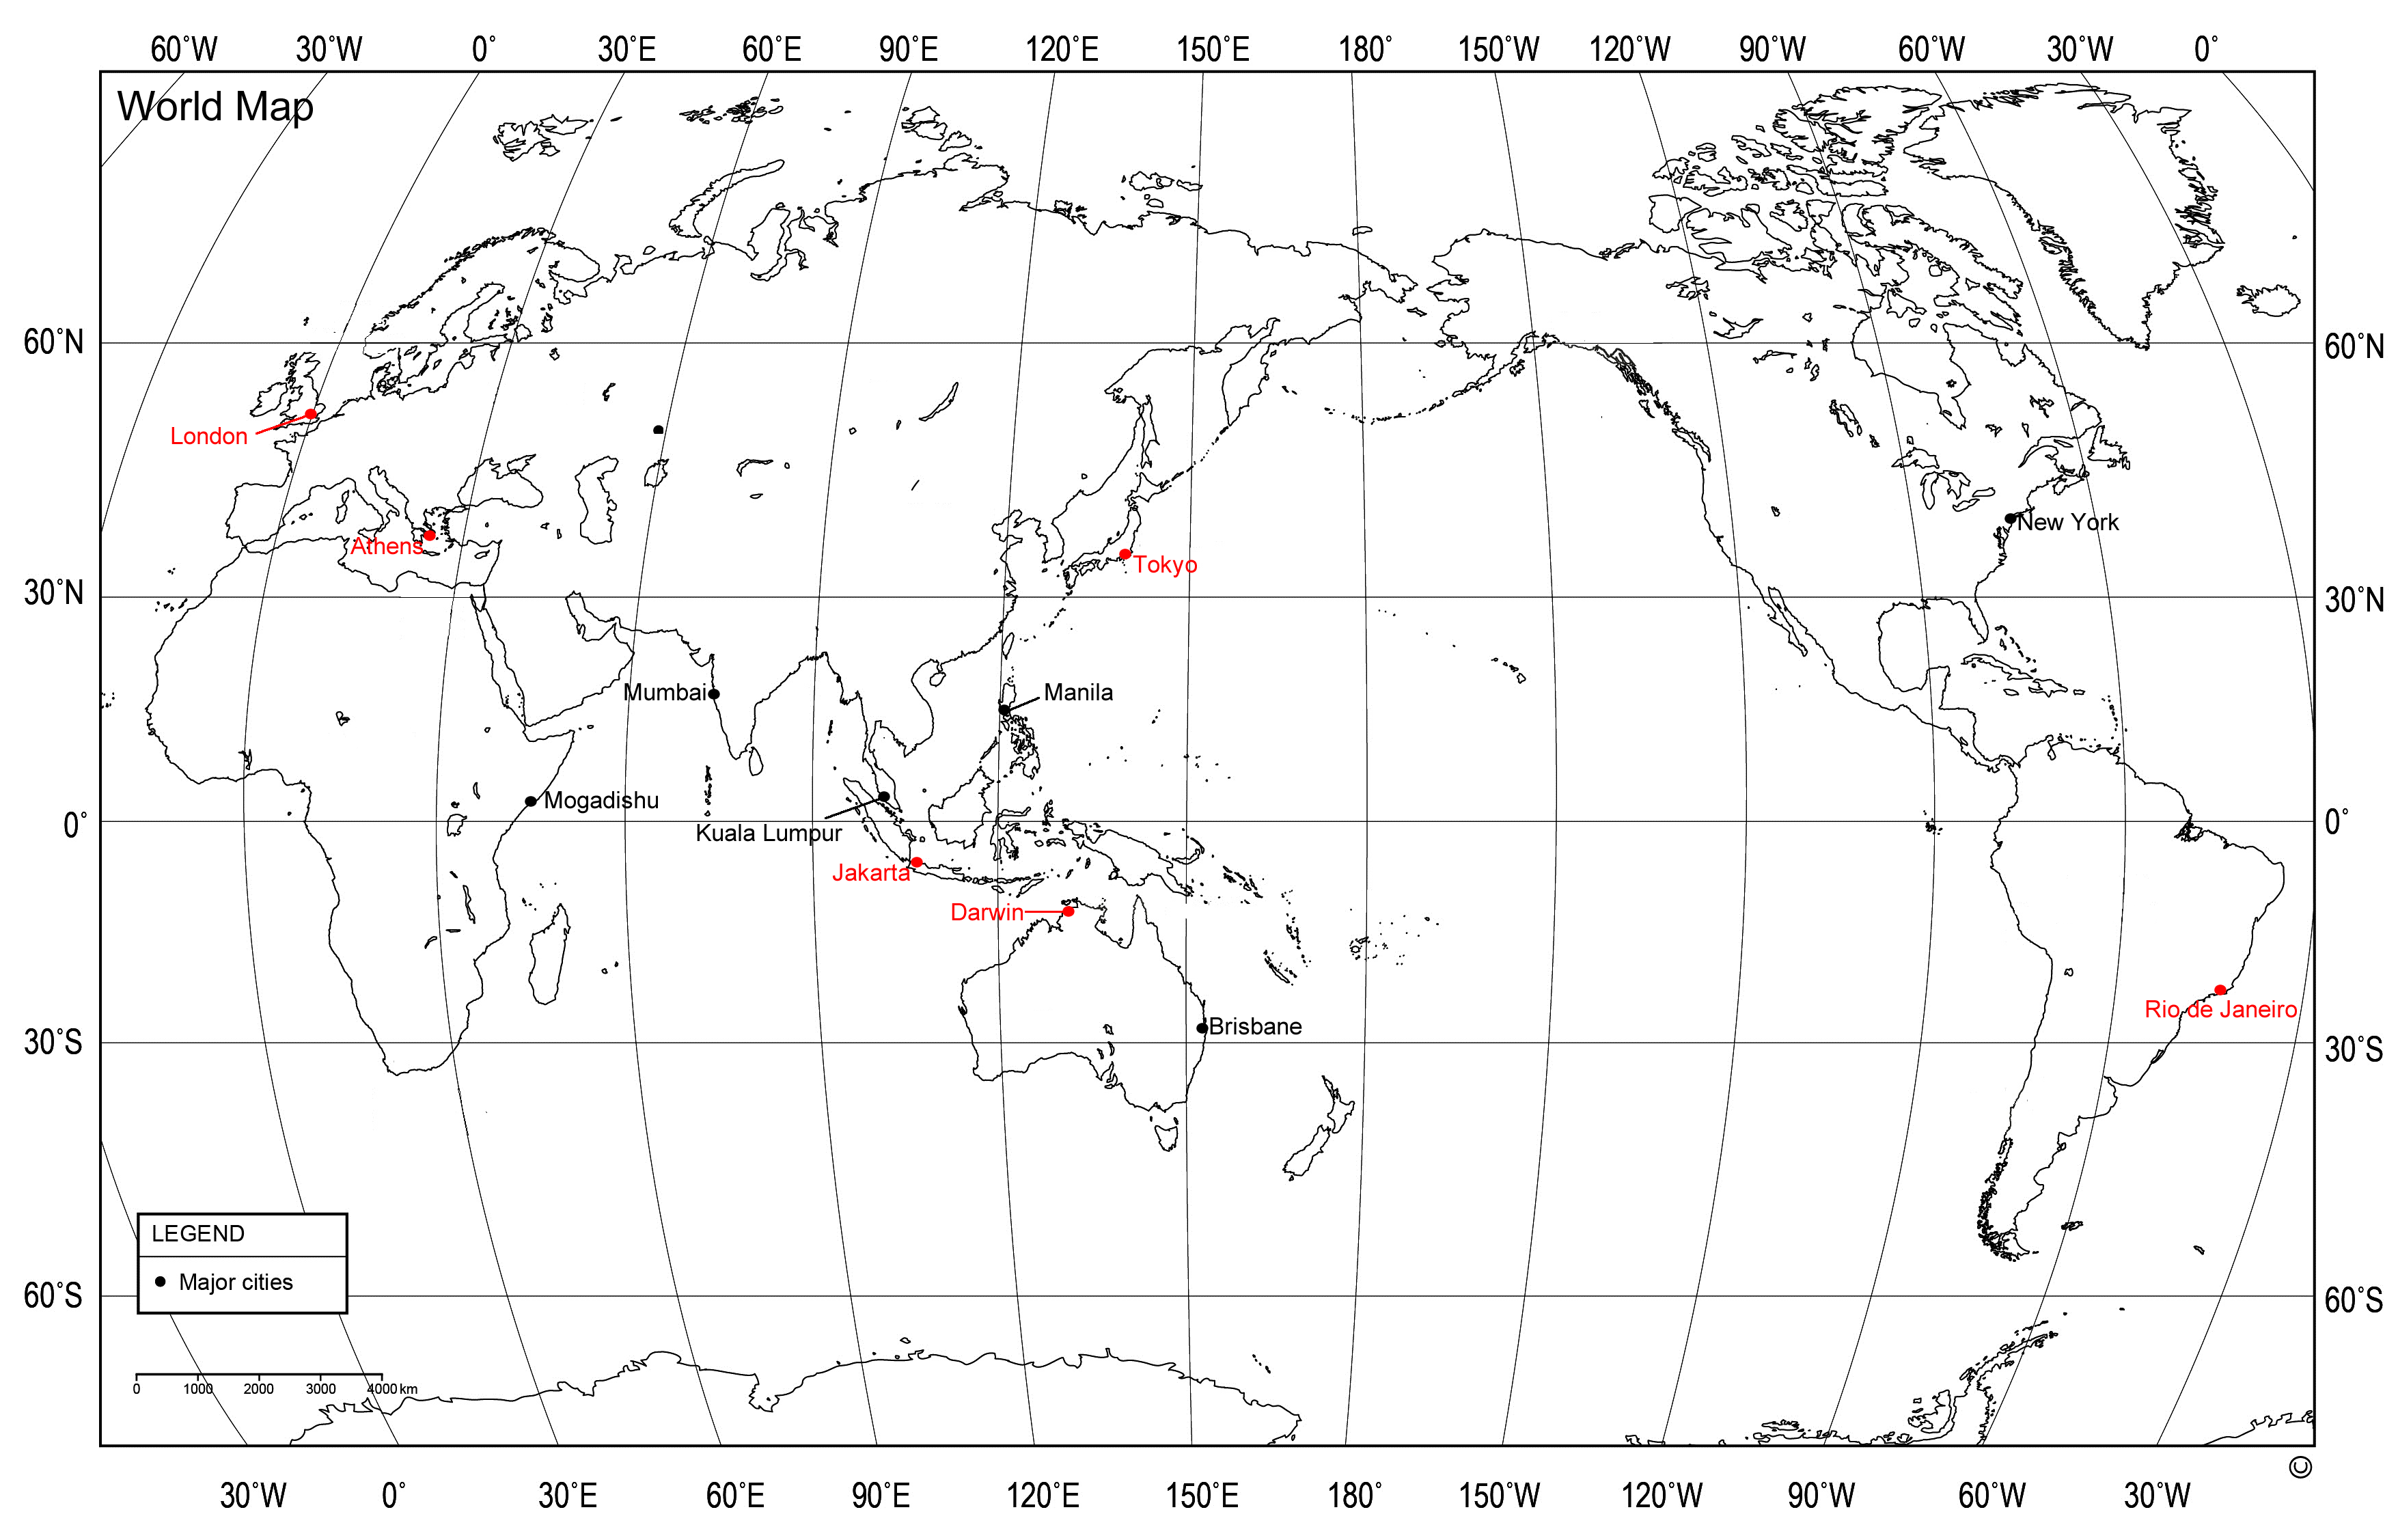 60˚W 30˚W 0˚ 30˚E 60˚E 90˚E 120˚E 150˚E 180˚ 150˚W 120˚W 90˚W 60˚W 30˚W 0˚
World Map
60˚N 60˚N
London
New York
Athens
Tokyo
30˚N 30˚N
Mumbai
Manila
Mogadishu
0˚ 0˚
Kuala Lumpur
Jakarta
Darwin
Rio de Janeiro
Brisbane
30˚S 30˚S
LEGEND
Major cities
60˚S 60˚S
0 1000 2000 3000 4000 km
©
30˚W 0˚ 30˚E 60˚E 90˚E 120˚E 150˚E 180˚ 150˚W 120˚W 90˚W 60˚W 30˚W